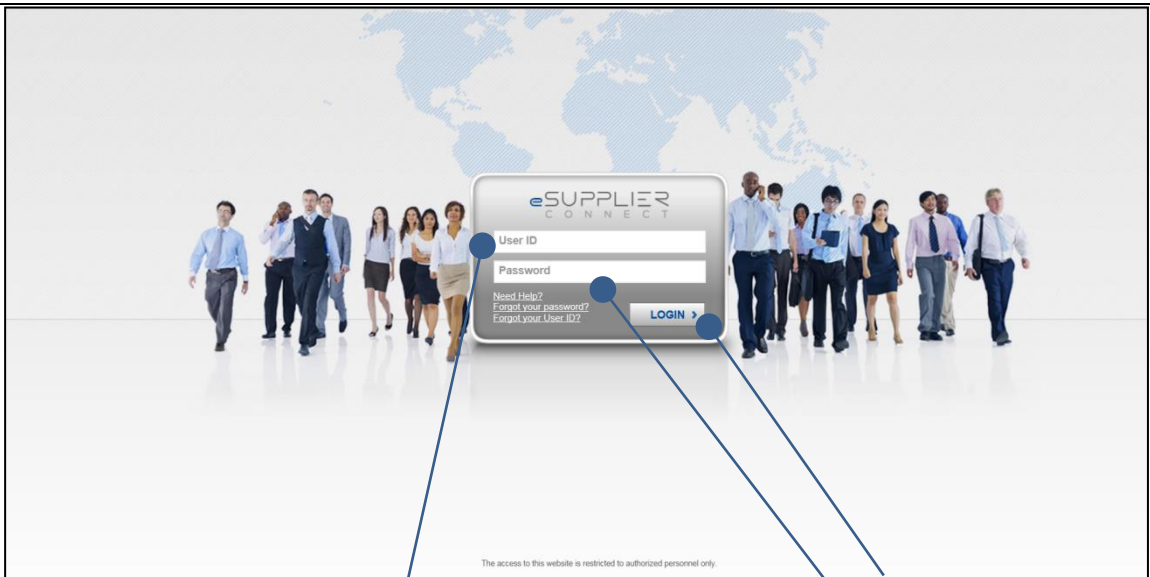 eSUPPLIER
CONNECT
User ID
Password
Need Help?
Forgot your password?
Forgot your User ID?
LOGIN >
The access to this website is restricted to authorized personnel only.